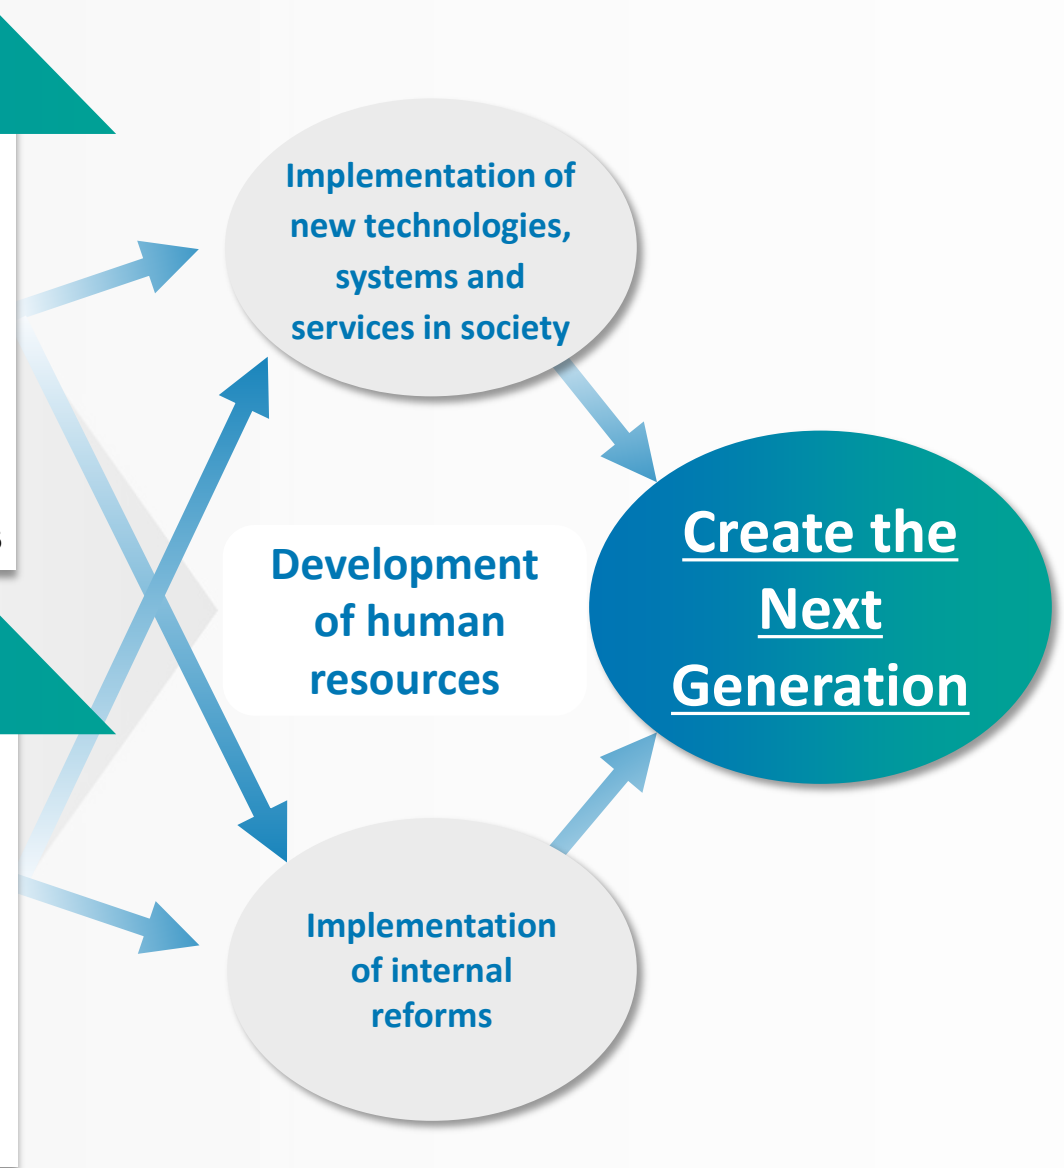 Implementation of
new technologies,
systems and
services in society
Development
of human
resources
Create the
Next
Generation
Implementation
of internal
reforms